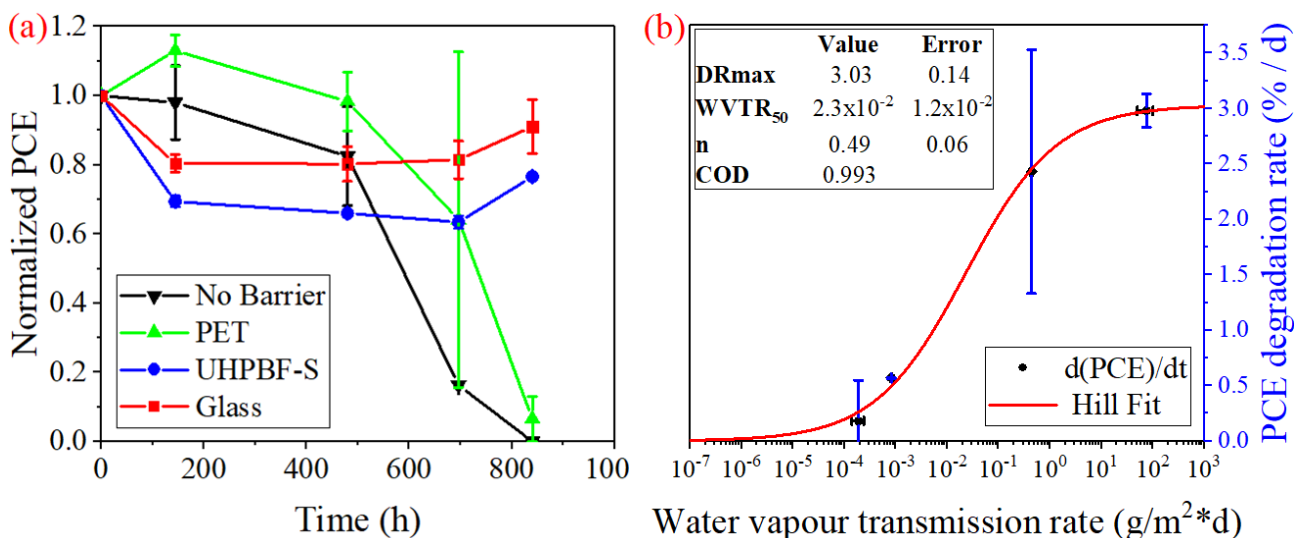 (a)
Normalized PCE
1.2
1.0
0.8
0.6
0.4
0.2
0.0
No Barrier
PET
UHPBF-S
Glass
0 200 400 600 800 100
Time (h)
(b)
Value Error
DRmax 3.03 0.14
WVTR₅₀ 2.3x10⁻² 1.2x10⁻²
n 0.49 0.06
COD 0.993
d(PCE)/dt
Hill Fit
3.5
3.0
2.5
2.0
1.5
1.0
0.5
0.0
PCE degradation rate (% / d)
10⁻⁷ 10⁻⁶ 10⁻⁵ 10⁻⁴ 10⁻³ 10⁻² 10⁻¹ 10⁰ 10¹ 10² 10³
Water vapour transmission rate (g/m²*d)